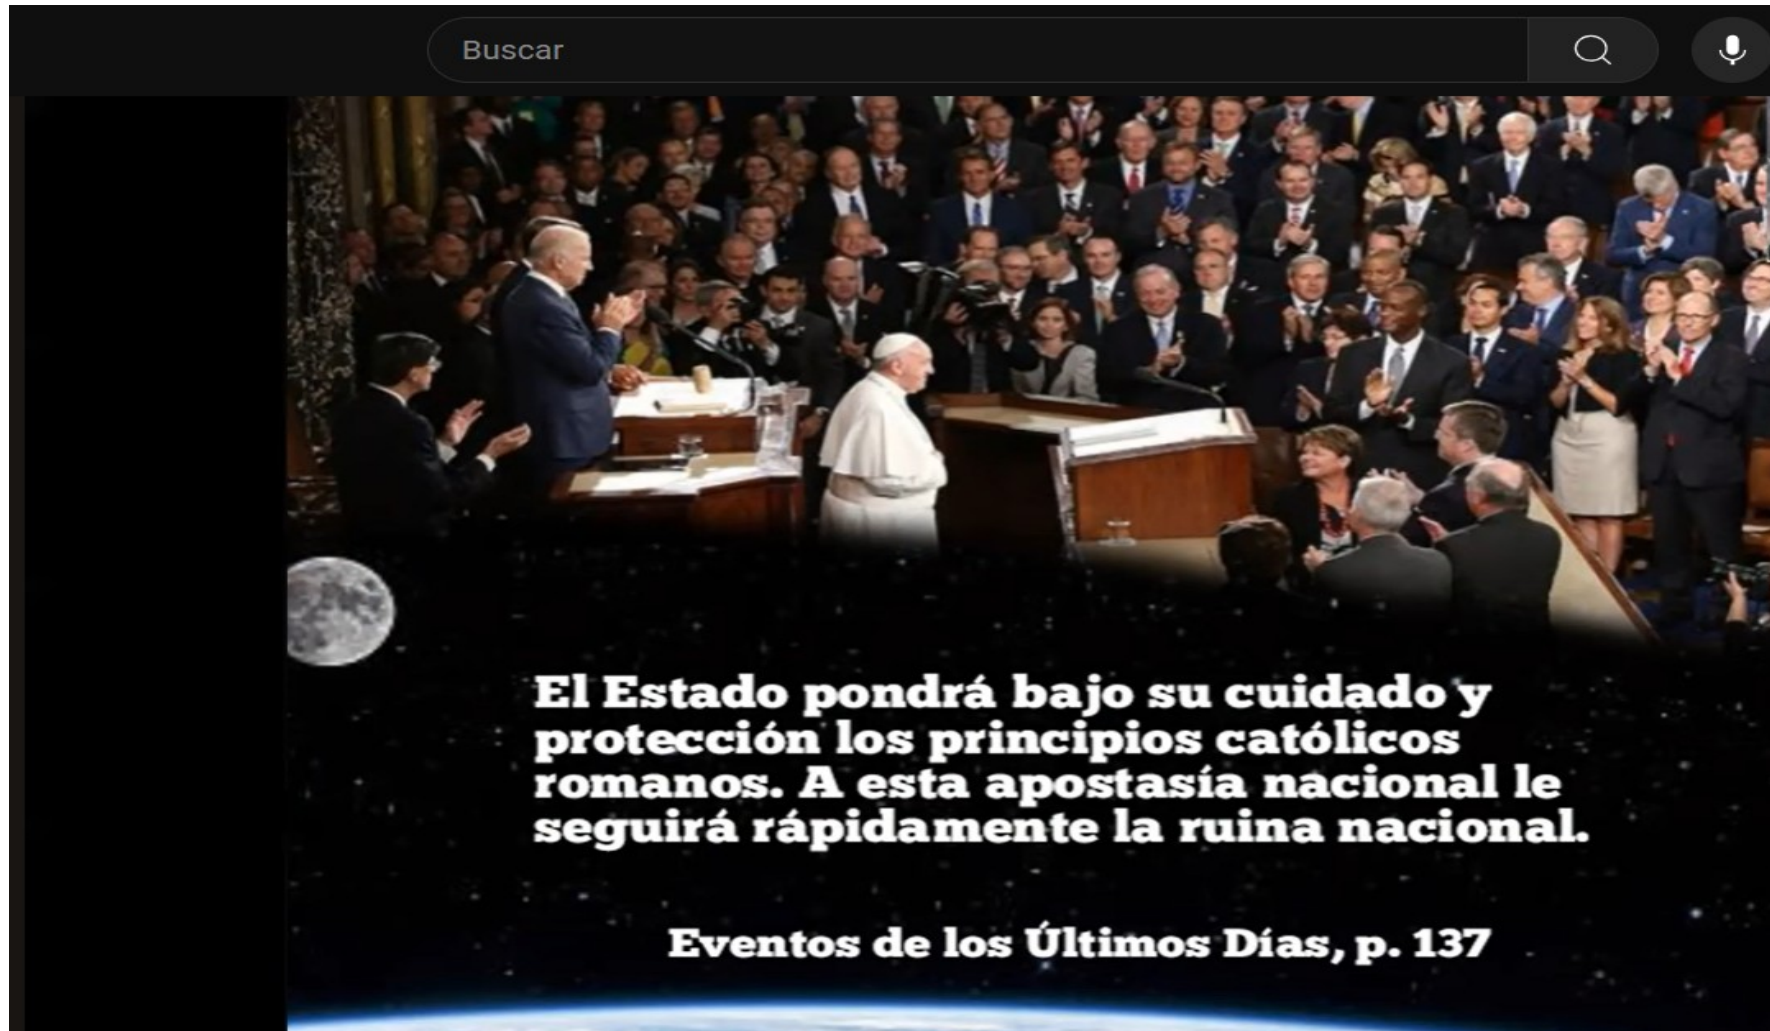 Buscar
El Estado pondrá bajo su cuidado y
protección los principios católicos
romanos. A esta apostasía nacional le
seguirá rápidamente la ruina nacional.
Eventos de los Últimos Días, p. 137